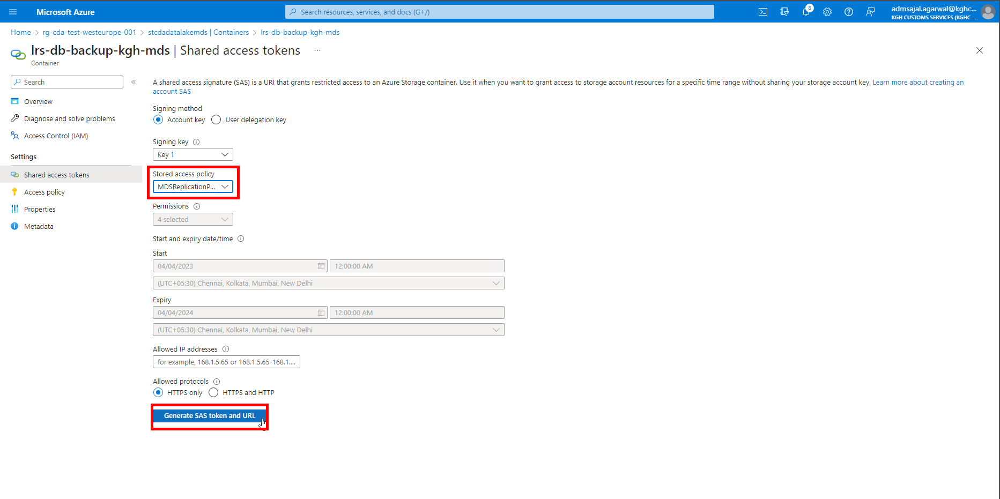 Microsoft Azure
Search resources, services, and docs (G+/)
8
admsajal.agarwal@kghc...
KGH CUSTOMS SERVICES (KGHC....
Home > rg-cda-test-westeurope-001 > stcdadatalakemds | Containers > lrs-db-backup-kgh-mds
lrs-db-backup-kgh-mds | Shared access tokens ...
Container
Search
Overview
Diagnose and solve problems
Access Control (IAM)
Settings
Shared access tokens
Access policy
Properties
Metadata
A shared access signature (SAS) is a URI that grants restricted access to an Azure Storage container. Use it when you want to grant access to storage account resources for a specific time range without sharing your storage account key. Learn more about creating an
account SAS
Signing method
Account key User delegation key
Signing key
Key 1
Stored access policy
MDSReplicationP...
Permissions
4 selected
Start and expiry date/time
Start
04/04/2023 12:00:00 AM
(UTC+05:30) Chennai, Kolkata, Mumbai, New Delhi
Expiry
04/04/2024 12:00:00 AM
(UTC+05:30) Chennai, Kolkata, Mumbai, New Delhi
Allowed IP addresses
for example, 168.1.5.65 or 168.1.5.65-168.1....
Allowed protocols
HTTPS only HTTPS and HTTP
Generate SAS token and URL